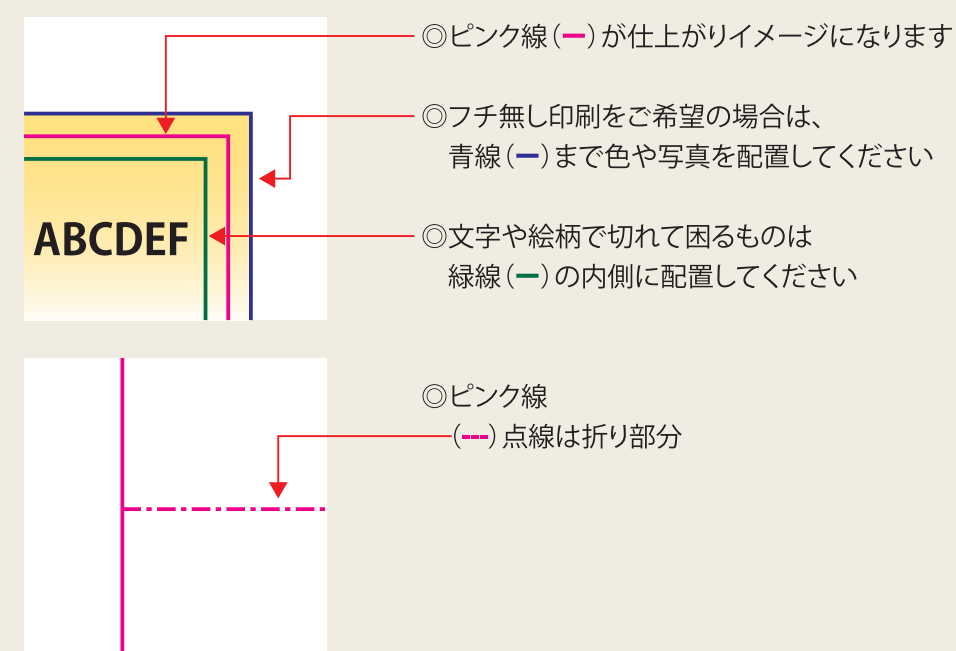 ◎ピンク線(ー)が仕上がりイメージになります
◎フチ無し印刷をご希望の場合は、
青線(ー)まで色や写真を配置してください
ABCDEF
◎文字や絵柄で切れて困るものは
緑線(ー)の内側に配置してください
◎ピンク線
(---)点線は折り部分